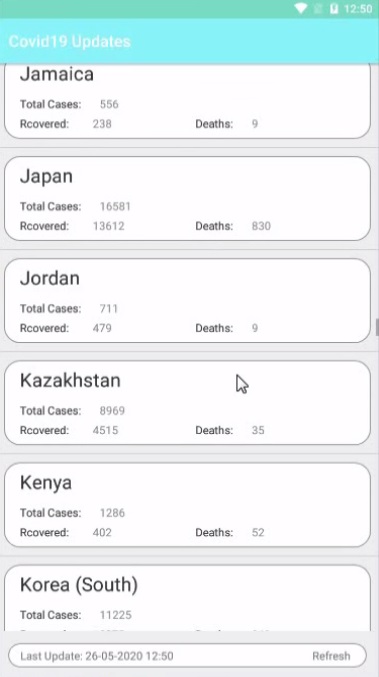 12:50
Covid19 Updates
Jamaica
Total Cases: 556
Rcovered: 238 Deaths: 9
Japan
Total Cases: 16581
Rcovered: 13612 Deaths: 830
Jordan
Total Cases: 711
Rcovered: 479 Deaths: 9
Kazakhstan
Total Cases: 8969
Rcovered: 4515 Deaths: 35
Kenya
Total Cases: 1286
Rcovered: 402 Deaths: 52
Korea (South)
Total Cases: 11225
Last Update: 26-05-2020 12:50 Refresh